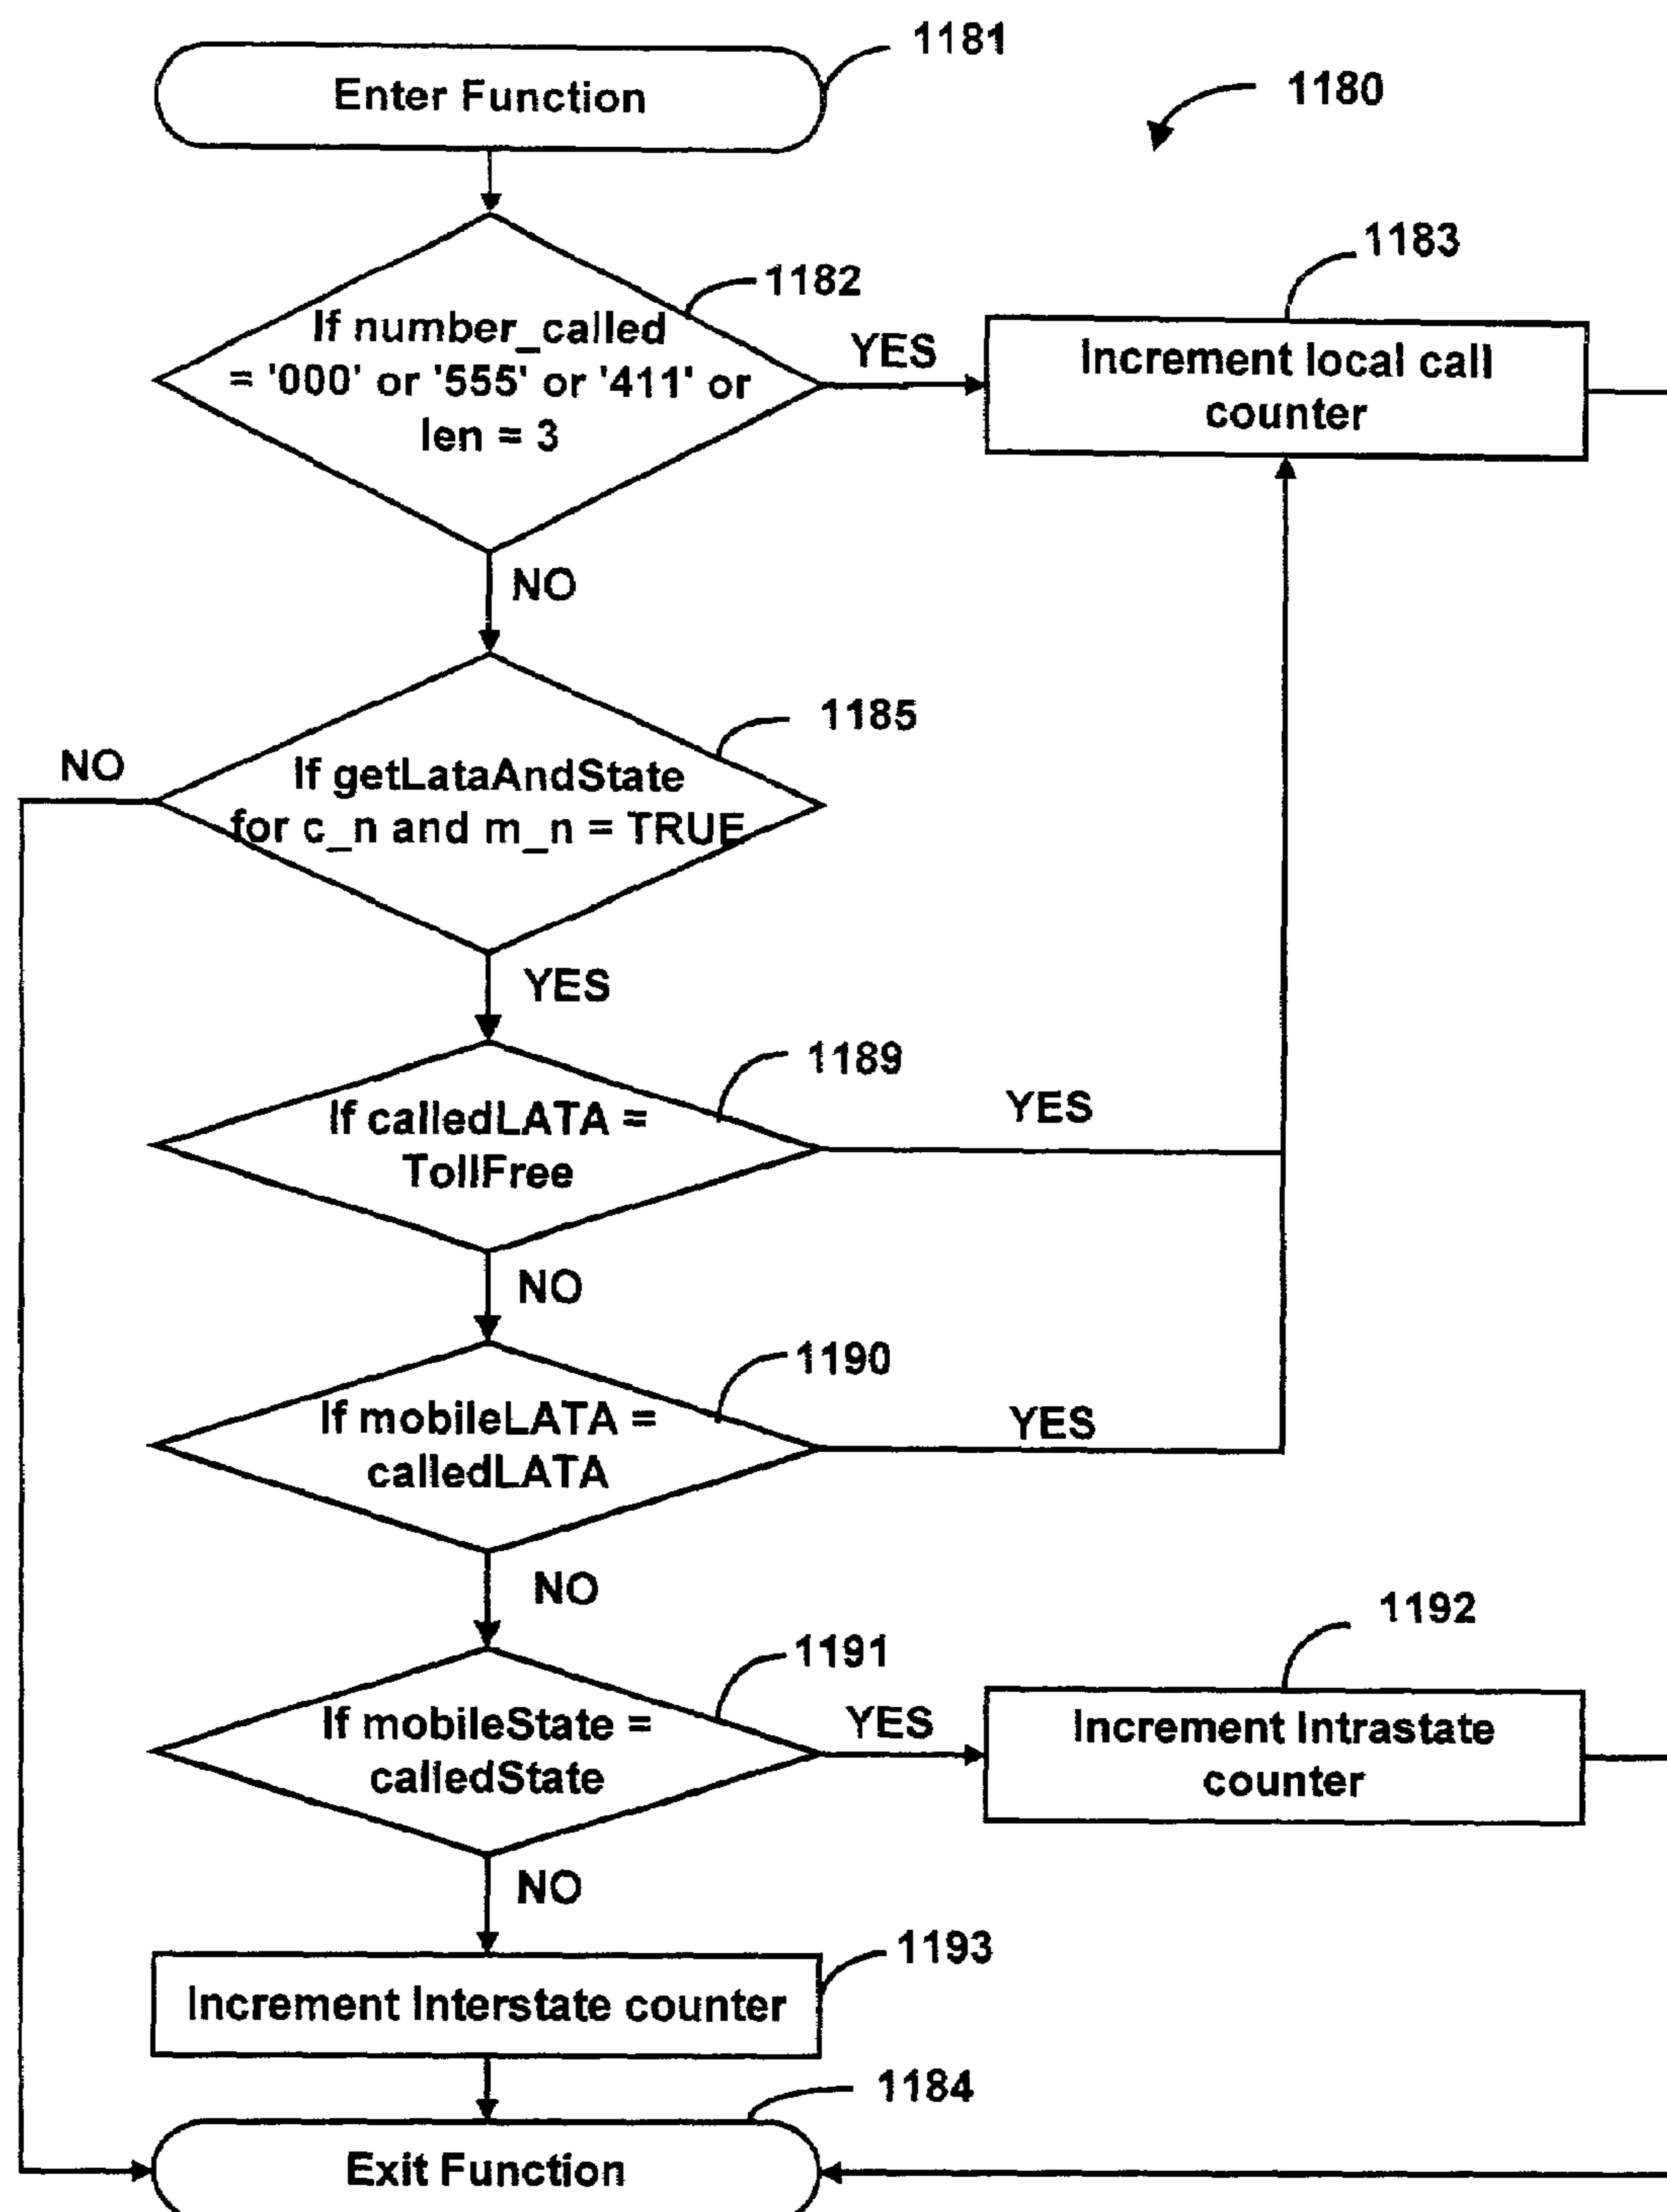 1181
Enter Function
1180
1183
1182
If number_called
= '000' or '555' or '411' or
len = 3
YES
Increment local call
counter
NO
1185
NO
If getLataAndState
for c_n and m_n = TRUE
YES
1189
If calledLATA =
TollFree
YES
NO
1190
If mobileLATA =
calledLATA
YES
NO
1192
1191
If mobileState =
calledState
YES
Increment Intrastate
counter
NO
1193
Increment Interstate counter
1184
Exit Function